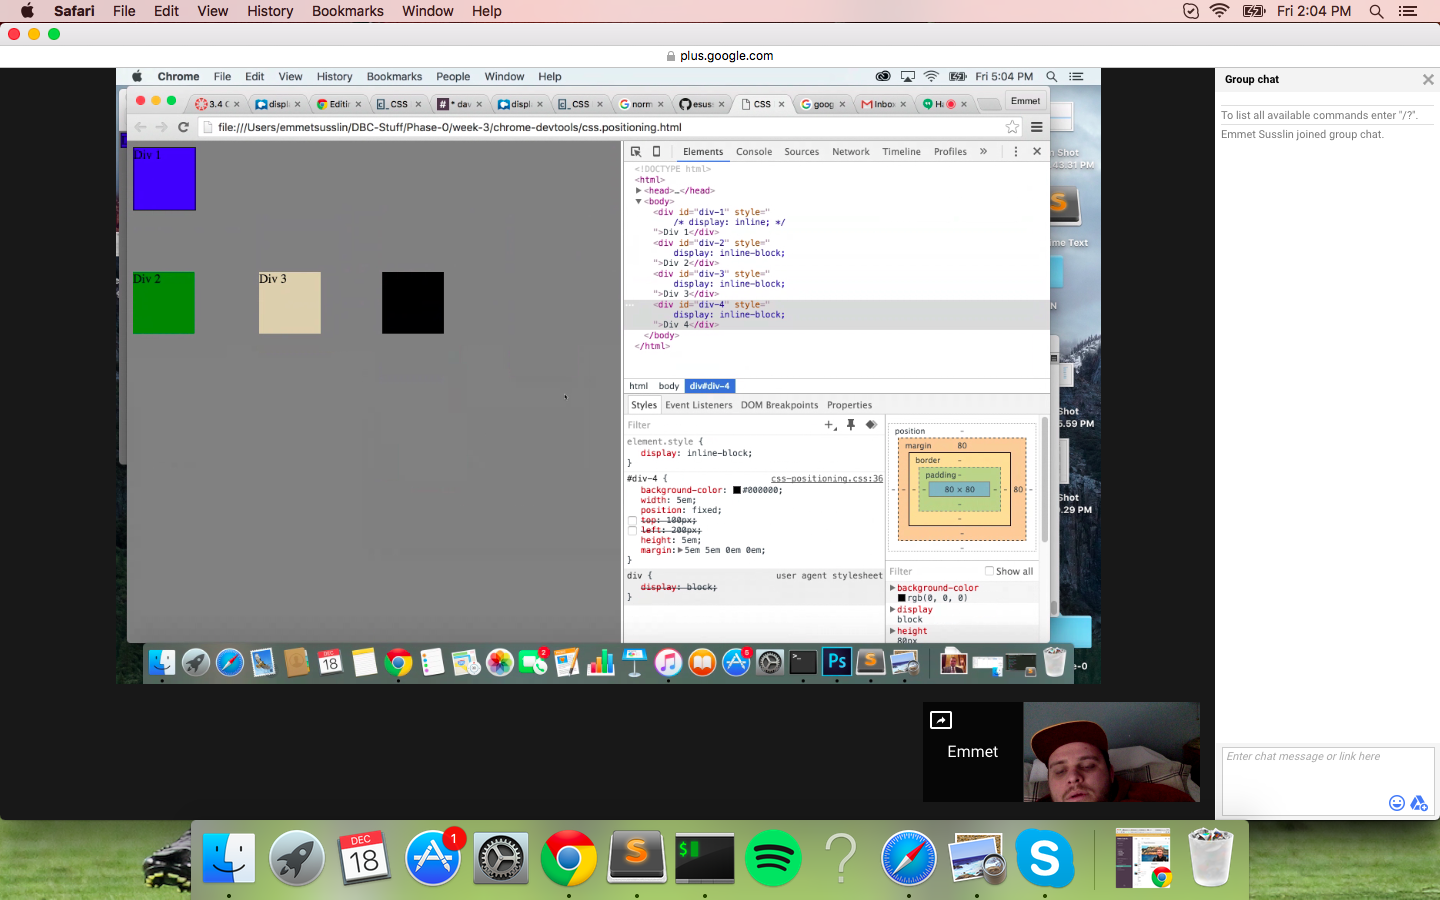 Safari File Edit View History Bookmarks Window Help Fri 2:04 PM
plus.google.com
Chrome File Edit View History Bookmarks People Window Help Fri 5:04 PM
3.4 C displ Editin C_ CSS * dav displ C_ CSS norm esus CSS goog Inbox Ha Emmet
file:///Users/emmetsusslin/DBC-Stuff/Phase-0/week-3/chrome-devtools/css.positioning.html
Div 1
Div 2 Div 3
Elements Console Sources Network Timeline Profiles »
<!DOCTYPE html>
<html>
<head>…</head>
<body>
<div id="div-1" style="
/* display: inline; */
">Div 1</div>
<div id="div-2" style="
display: inline-block;
">Div 2</div>
<div id="div-3" style="
display: inline-block;
">Div 3</div>
<div id="div-4" style="
display: inline-block;
">Div 4</div>
</body>
</html>
html body div#div-4
Styles Event Listeners DOM Breakpoints Properties
Filter
element.style {
display: inline-block;
}
#div-4 { css-positioning.css:36
background-color: #000000;
width: 5em;
position: fixed;
top: 100px;
left: 200px;
height: 5em;
margin: 5em 5em 0em 0em;
}
div { user agent stylesheet
display: block;
}
position -
margin 80
border -
padding -
- - - 80 × 80 - - 80 -
-
-
-
-
Filter Show all
background-color
rgb(0, 0, 0)
display
block
height
80px
n Shot
.43:31 PM
me Text
N
Shot
5.59 PM
Shot
0.29 PM
e-0
DEC
18
2
5
Ps
Emmet
Group chat
To list all available commands enter "/?".
Emmet Susslin joined group chat.
Enter chat message or link here
DEC
18
1
S
$
?
S